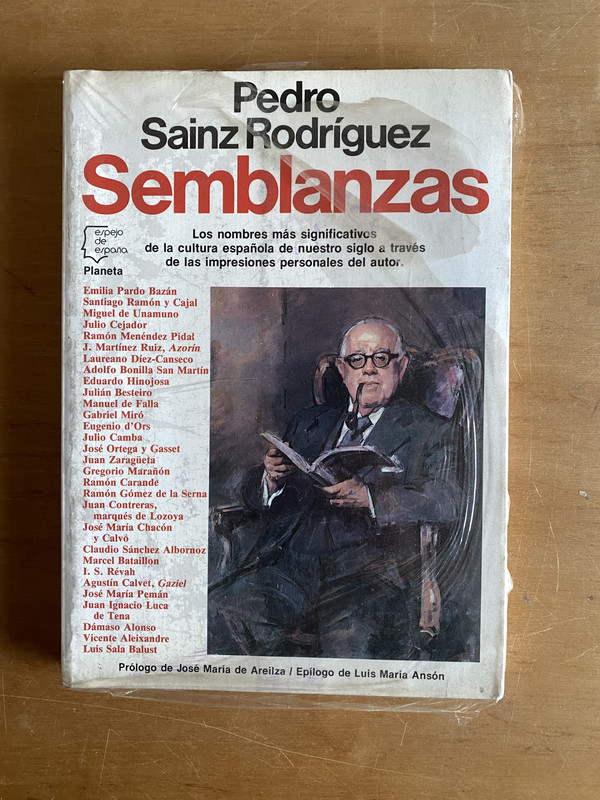 Pedro
Sainz Rodríguez
Semblanzas
espejo
de
españa
Planeta
Los nombres más significativos
de la cultura española de nuestro siglo a través
de las impresiones personales del autor.
Emilia Pardo Bazán
Santiago Ramón y Cajal
Miguel de Unamuno
Julio Cejador
Ramón Menéndez Pidal
J. Martínez Ruiz, Azorín
Laureano Díez-Canseco
Adolfo Bonilla San Martín
Eduardo Hinojosa
Julián Besteiro
Manuel de Falla
Gabriel Miró
Eugenio d'Ors
Julio Camba
José Ortega y Gasset
Juan Zaragüeta
Gregorio Marañón
Ramón Carande
Ramón Gómez de la Serna
Juan Contreras,
marqués de Lozoya
José María Chacón
y Calvo
Claudio Sánchez Albornoz
Marcel Bataillon
I. S. Révah
Agustín Calvet, Gaziel
José María Pemán
Juan Ignacio Luca
de Tena
Dámaso Alonso
Vicente Aleixandre
Luis Sala Balust
Prólogo de José María de Areilza / Epílogo de Luis María Ansón